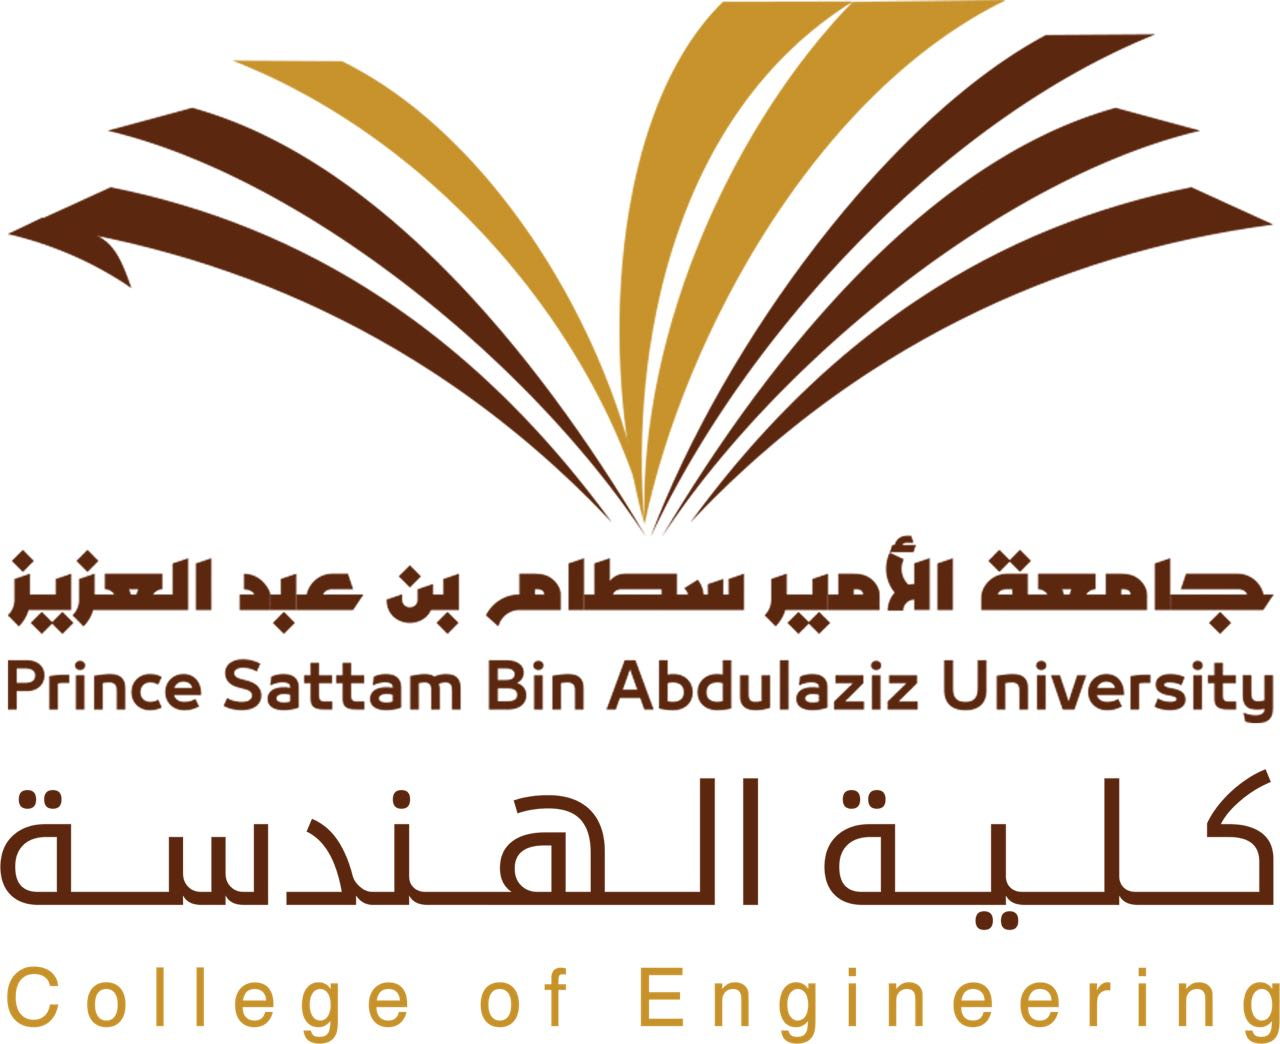 جامعة الأمير سطام بن عبد العزيز
Prince Sattam Bin Abdulaziz University
كلية الهندسة
College of Engineering